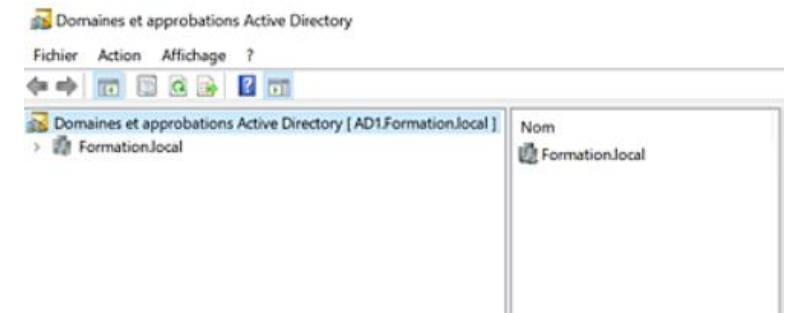 Domaines et approbations Active Directory
Fichier Action Affichage ?
Domaines et approbations Active Directory [ AD1.Formation.local ]
Formation.local
Nom
Formation.local